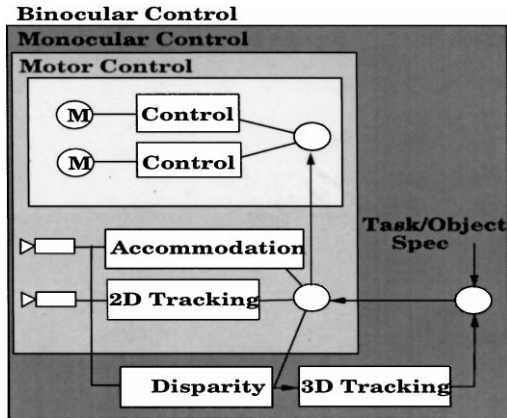 Binocular Control
Monocular Control
Motor Control
M
Control
M
Control
Task/Object
Spec
Accommodation
2D Tracking
Disparity
3D Tracking